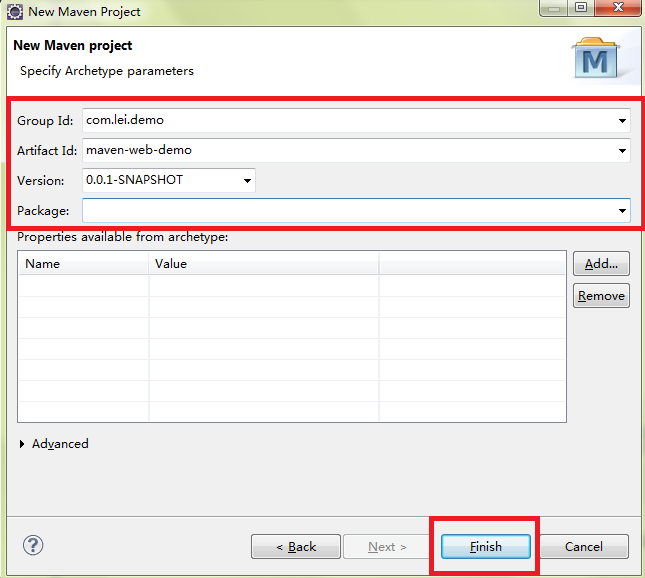 New Maven Project
New Maven project
Specify Archetype parameters
M
Group Id: com.lei.demo
Artifact Id: maven-web-demo
Version: 0.0.1-SNAPSHOT
Package:
Properties available from archetype:
Name Value
Add...
Remove
Advanced
? < Back Next > Finish Cancel